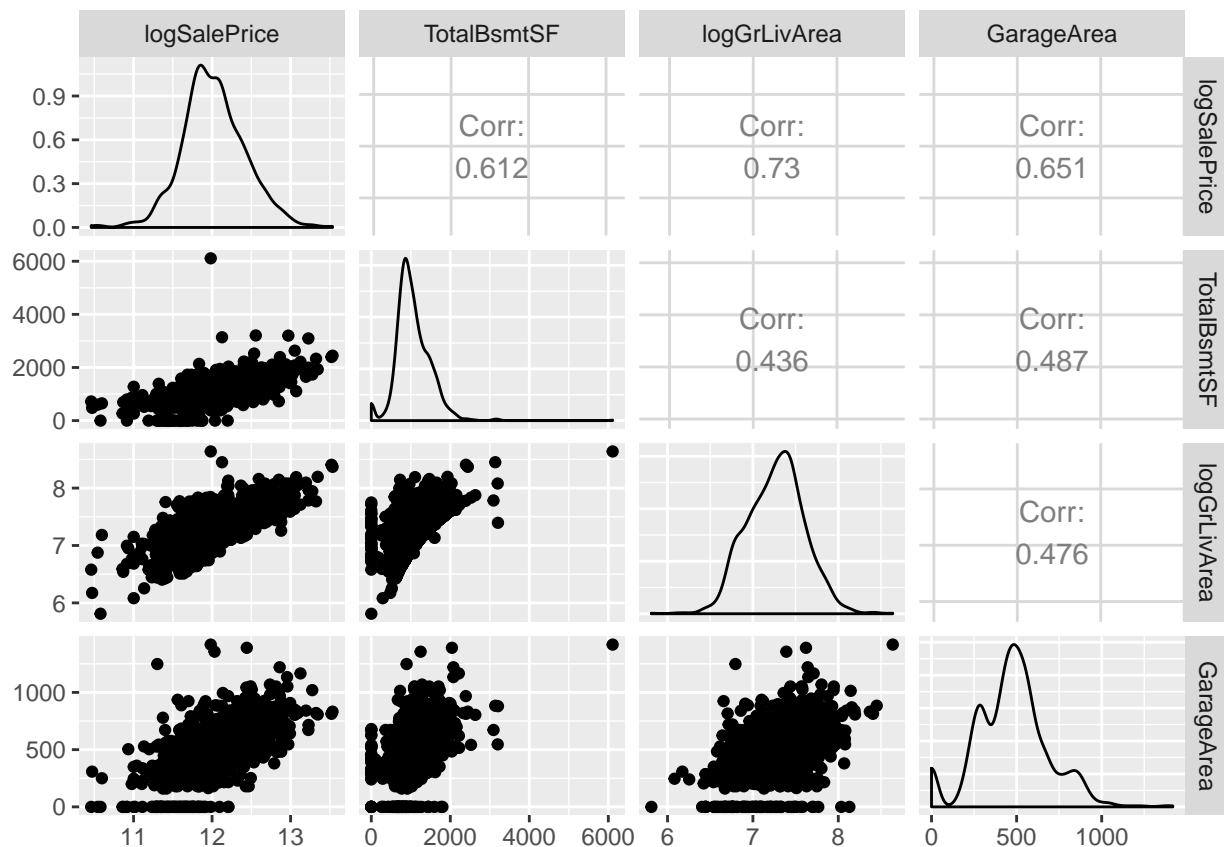 logSalePrice
TotalBsmtSF
logGrLivArea
GarageArea
0.9
0.6
0.3
0.0
Corr:
0.612
Corr:
0.73
Corr:
0.651
logSalePrice
6000
4000
2000
0
Corr:
0.436
Corr:
0.487
TotalBsmtSF
8
7
6
Corr:
0.476
logGrLivArea
1000
500
0
GarageArea
11
12
13
0
2000
4000
6000
6
7
8
0
500
1000